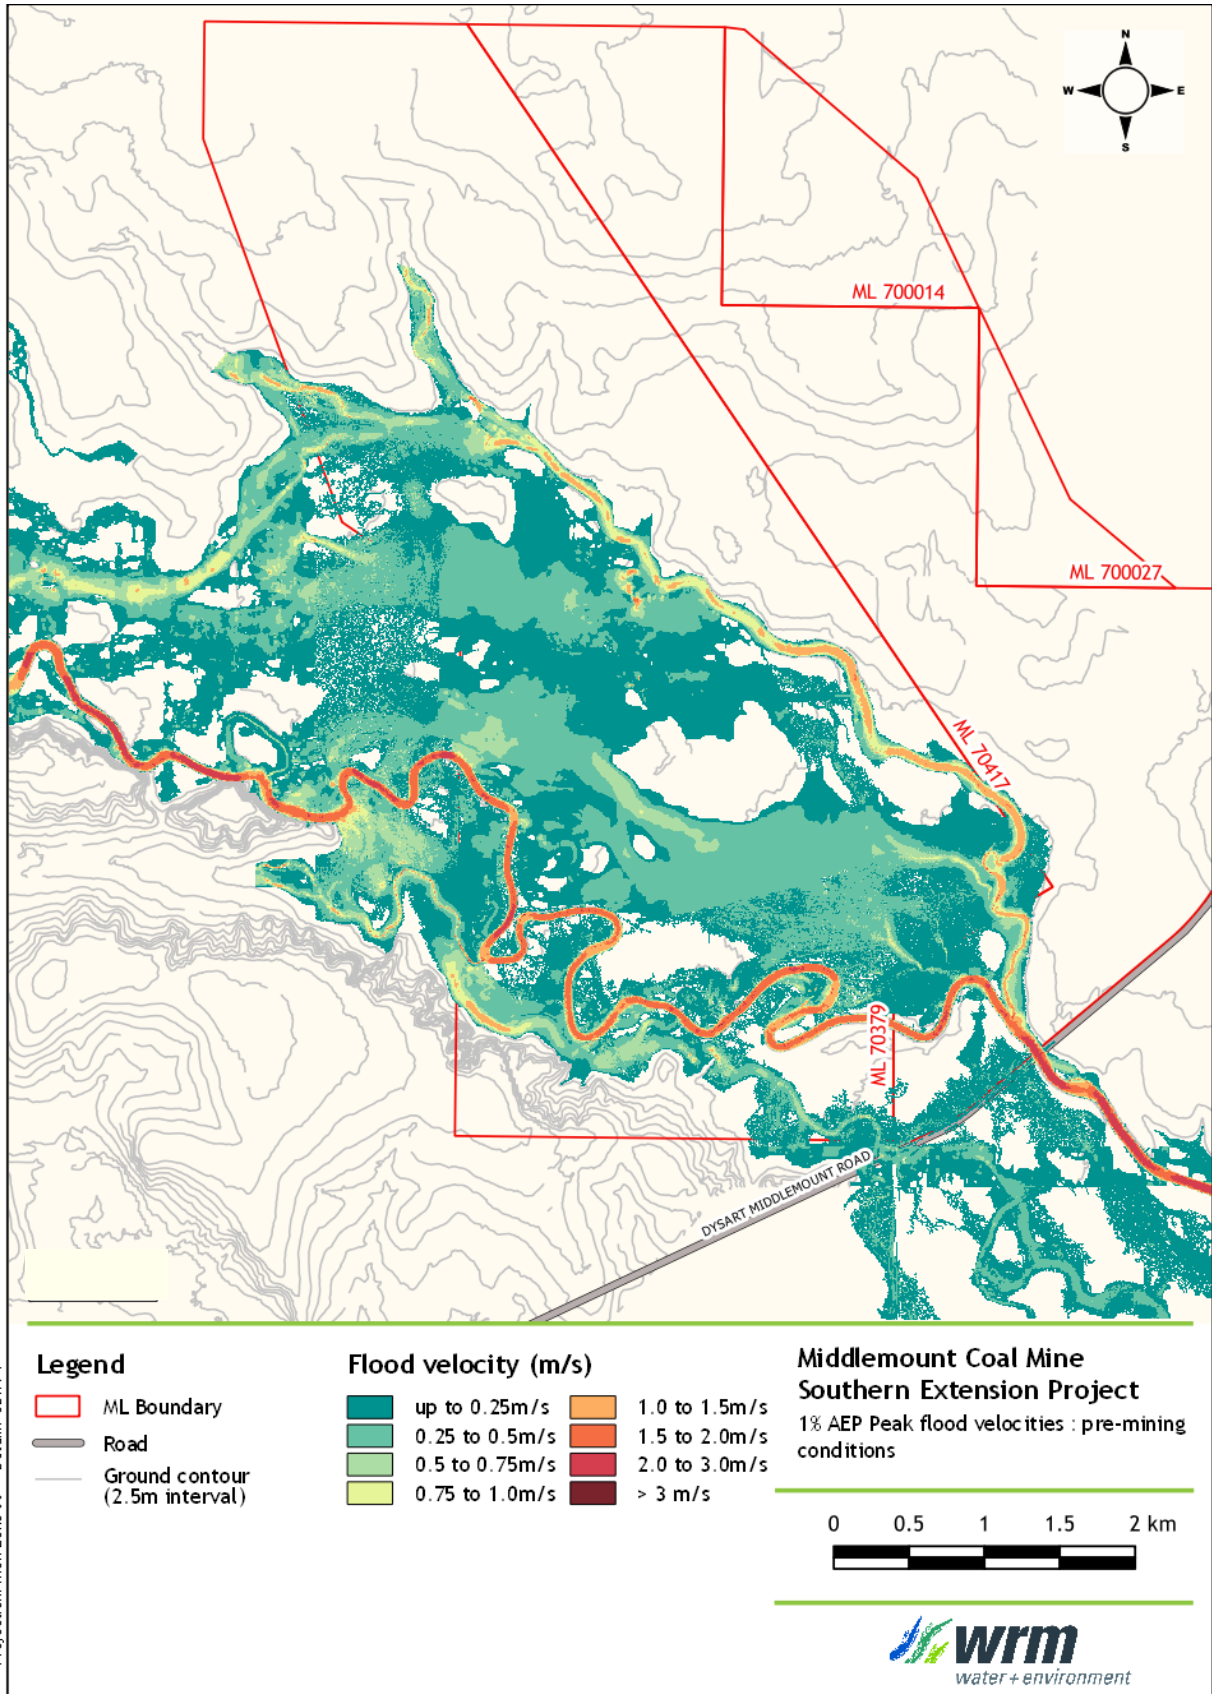 N
W E
S
ML 700014
ML 700027
ML 70417
ML 70379
DYSART MIDDLEMOUNT ROAD
Legend
ML Boundary
Road
Ground contour
(2.5m interval)
Flood velocity (m/s)
up to 0.25m/s
0.25 to 0.5m/s
0.5 to 0.75m/s
0.75 to 1.0m/s
1.0 to 1.5m/s
1.5 to 2.0m/s
2.0 to 3.0m/s
> 3 m/s
Middlemount Coal Mine
Southern Extension Project
1% AEP Peak flood velocities : pre-mining
conditions
0 0.5 1 1.5 2 km
wrm
water + environment